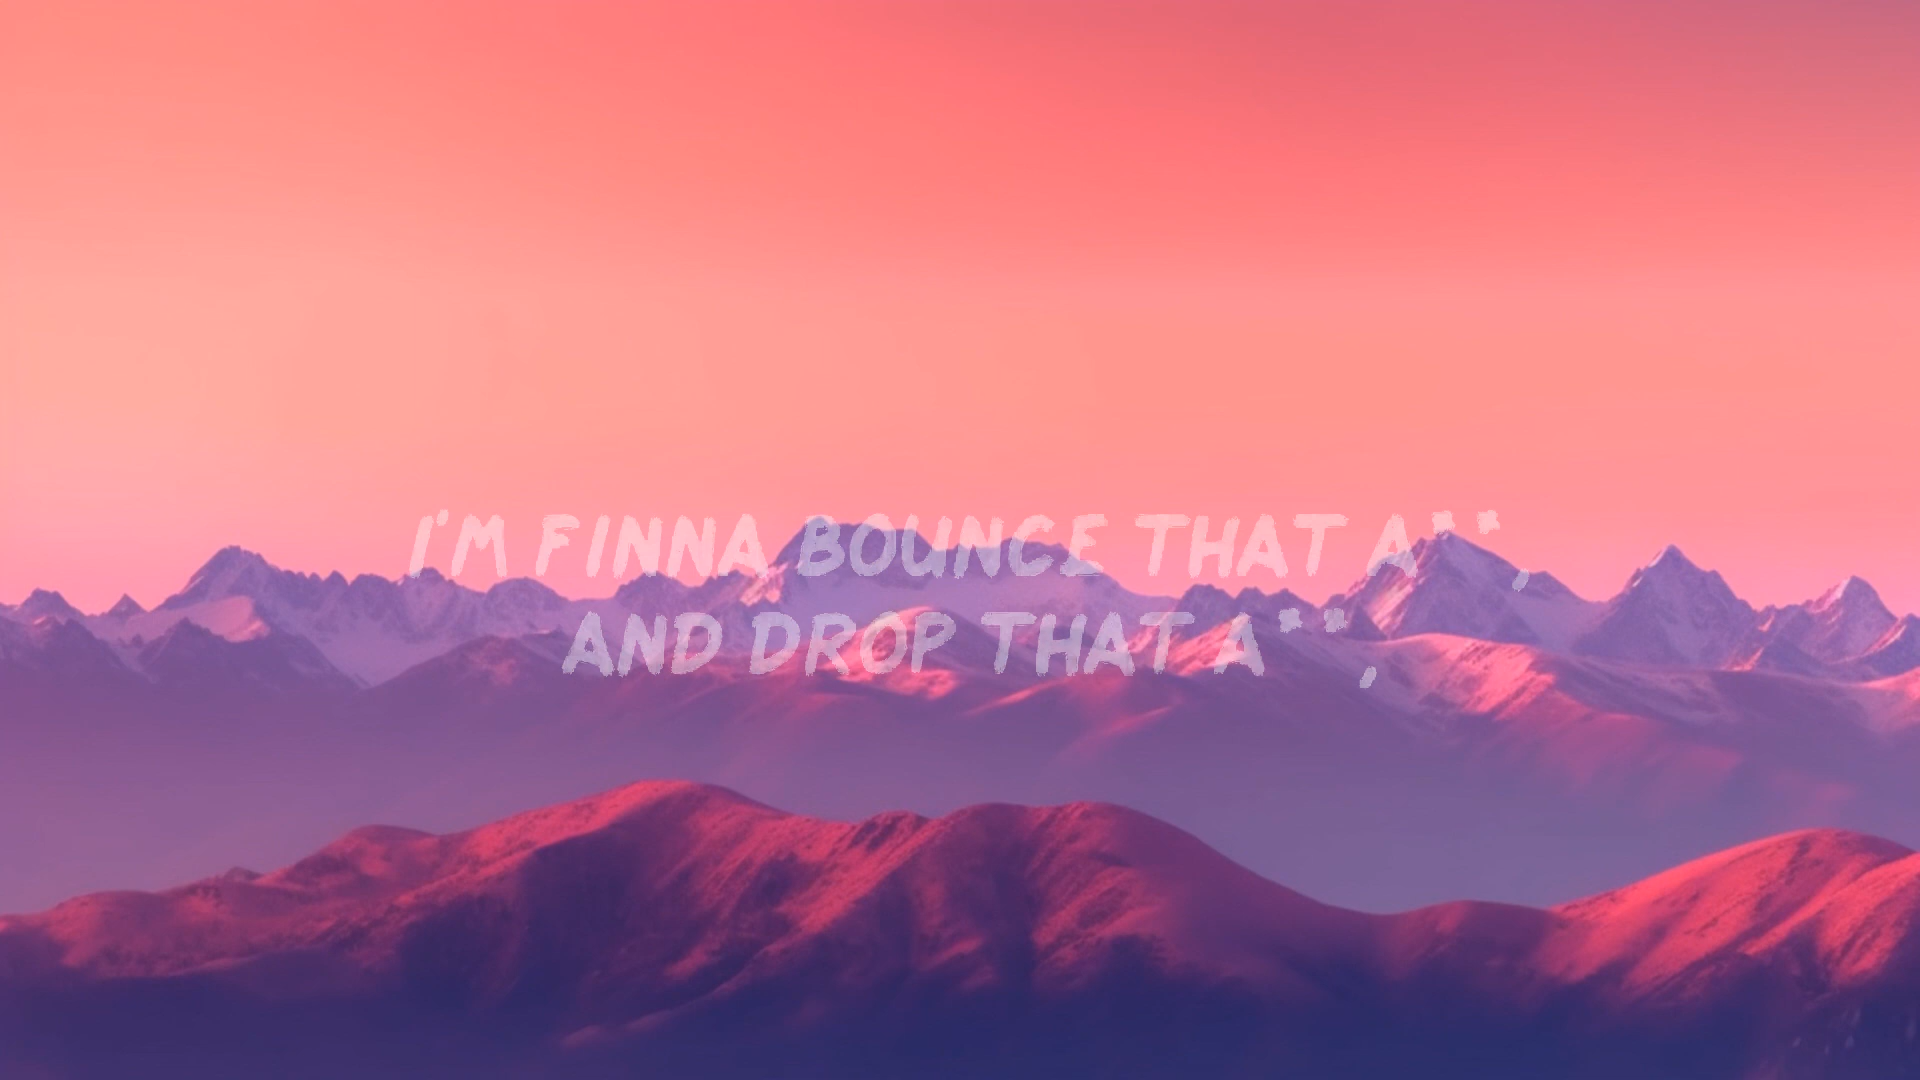 I'M FINNA BOUNCE THAT A**,
AND DROP THAT A**,